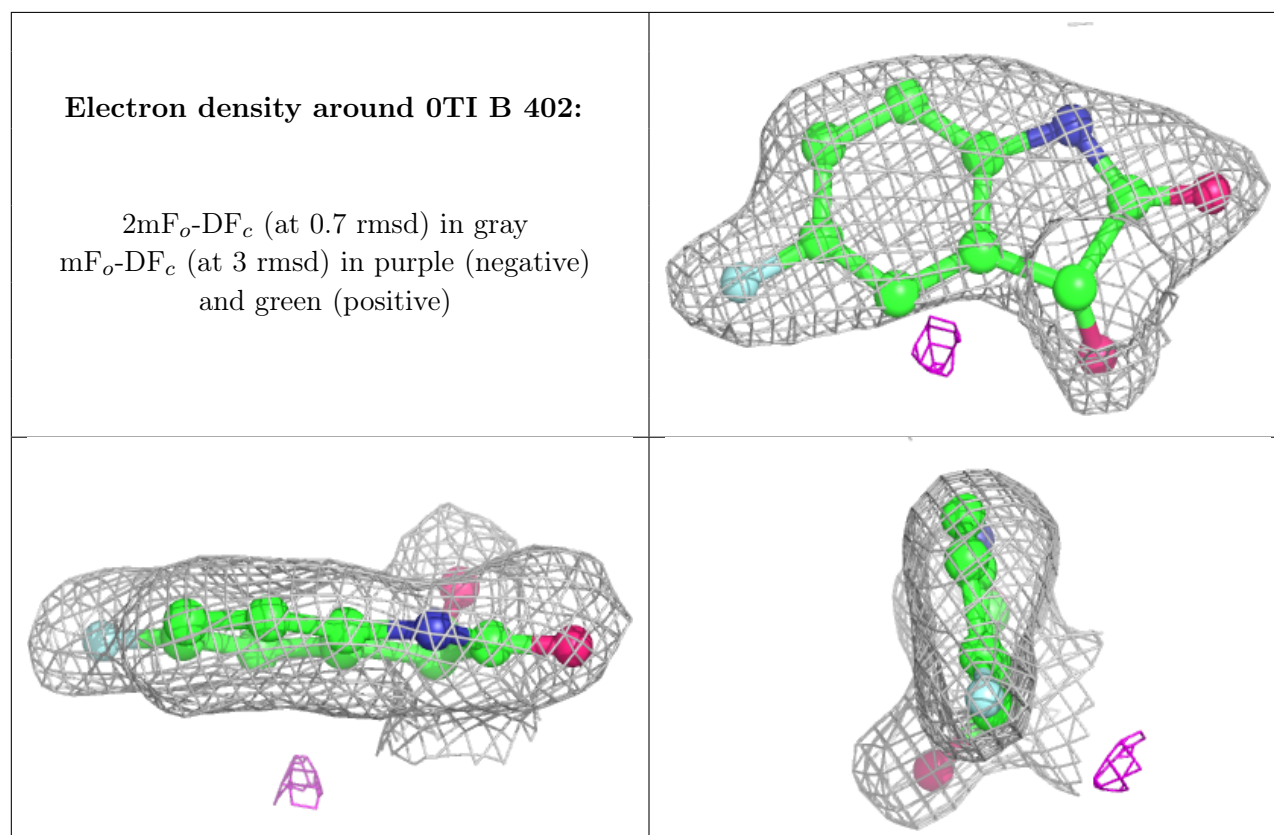 Electron density around 0TI B 402:
2mFₒ-DF𝒸 (at 0.7 rmsd) in gray
mFₒ-DF𝒸 (at 3 rmsd) in purple (negative)
and green (positive)